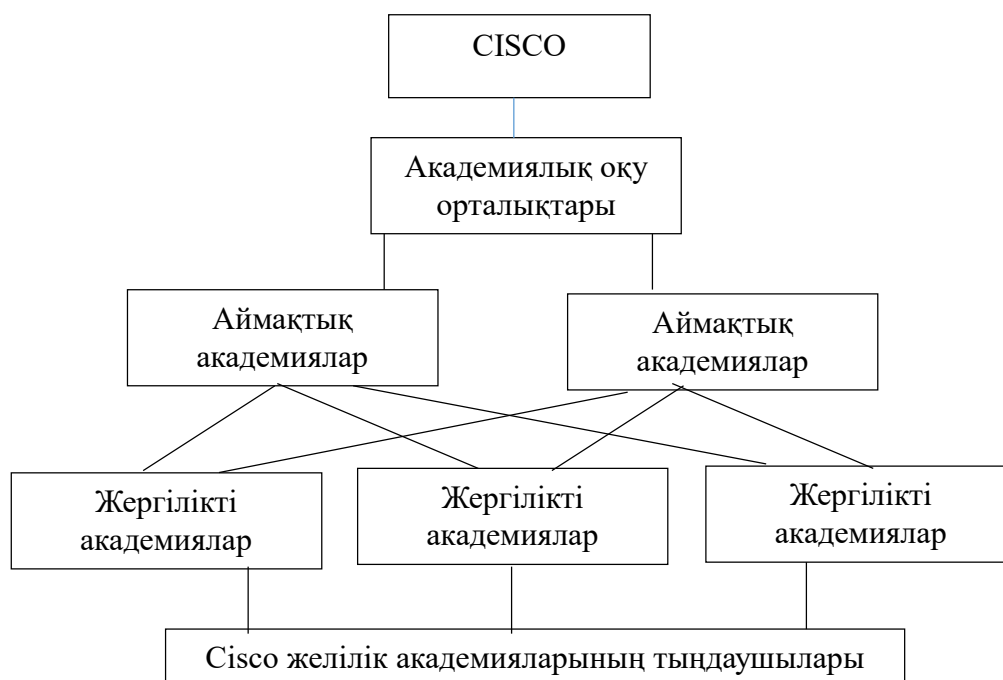 CISCO
Академиялық оқу
орталықтары
Аймақтық
академиялар
Аймақтық
академиялар
Жергілікті
академиялар
Жергілікті
академиялар
Жергілікті
академиялар
Cisco желілік академияларының тыңдаушылары